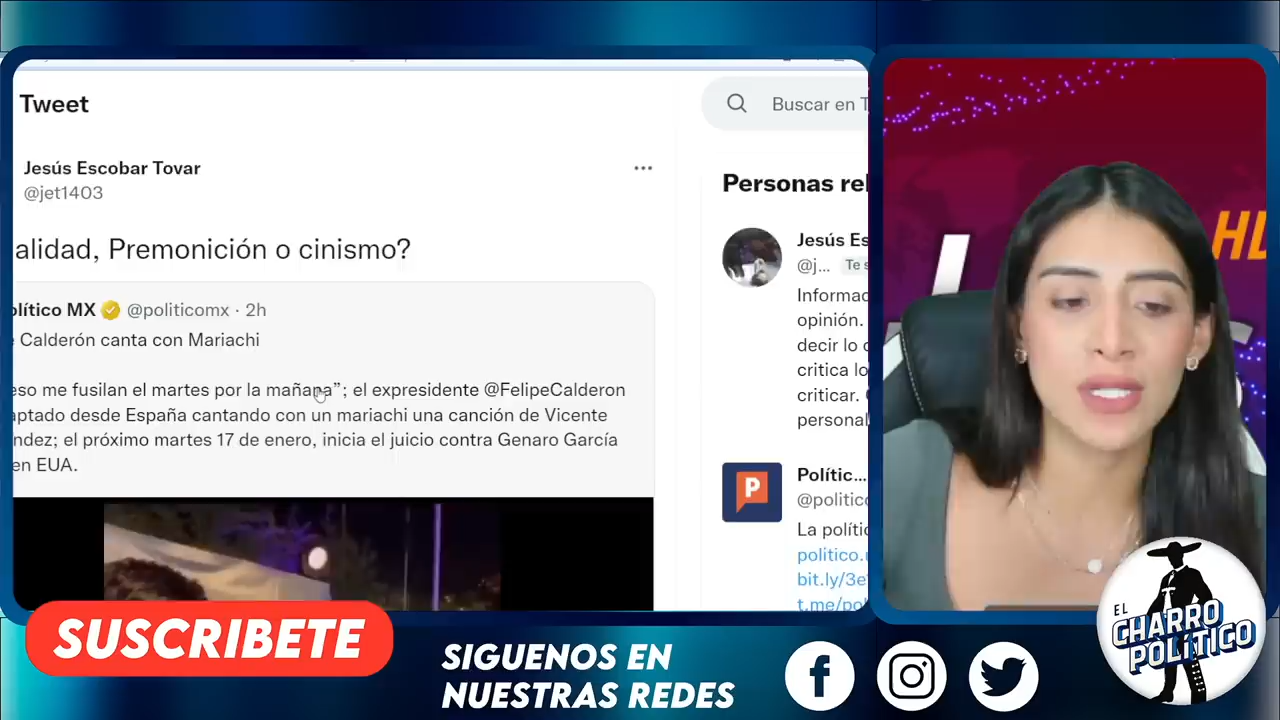 Tweet
Buscar en T
Jesús Escobar Tovar
@jet1403
alidad, Premonición o cinismo?
olítico MX @politicomx · 2h
e Calderón canta con Mariachi
eso me fusilan el martes por la mañana”; el expresidente @FelipeCalderon
aptado desde España cantando con un mariachi una canción de Vicente
ndez; el próximo martes 17 de enero, inicia el juicio contra Genaro García
en EUA.
Personas rel
Jesús Es
@j... Te s
Informac
opinión.
decir lo c
critica lo
criticar. C
personal
P
Polític...
@politico
La polític
politico.m
bit.ly/3e
t.me/pol
HD
SUSCRIBETE
SIGUENOS EN
NUESTRAS REDES
EL
CHARRO
POLÍTICO